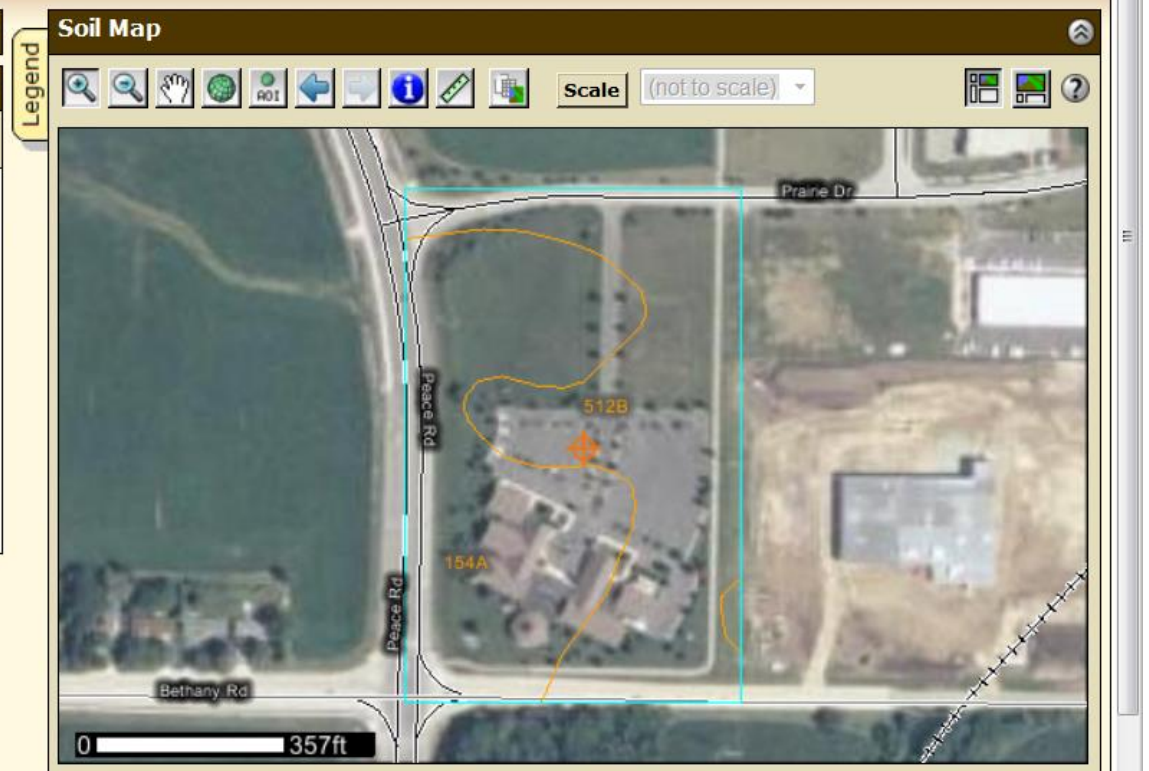 Soil Map
Legend
AOI
i
Scale
(not to scale)
?
Prairie Dr
Peace Rd
512B
154A
Peace Rd
Bethany Rd
0 357ft